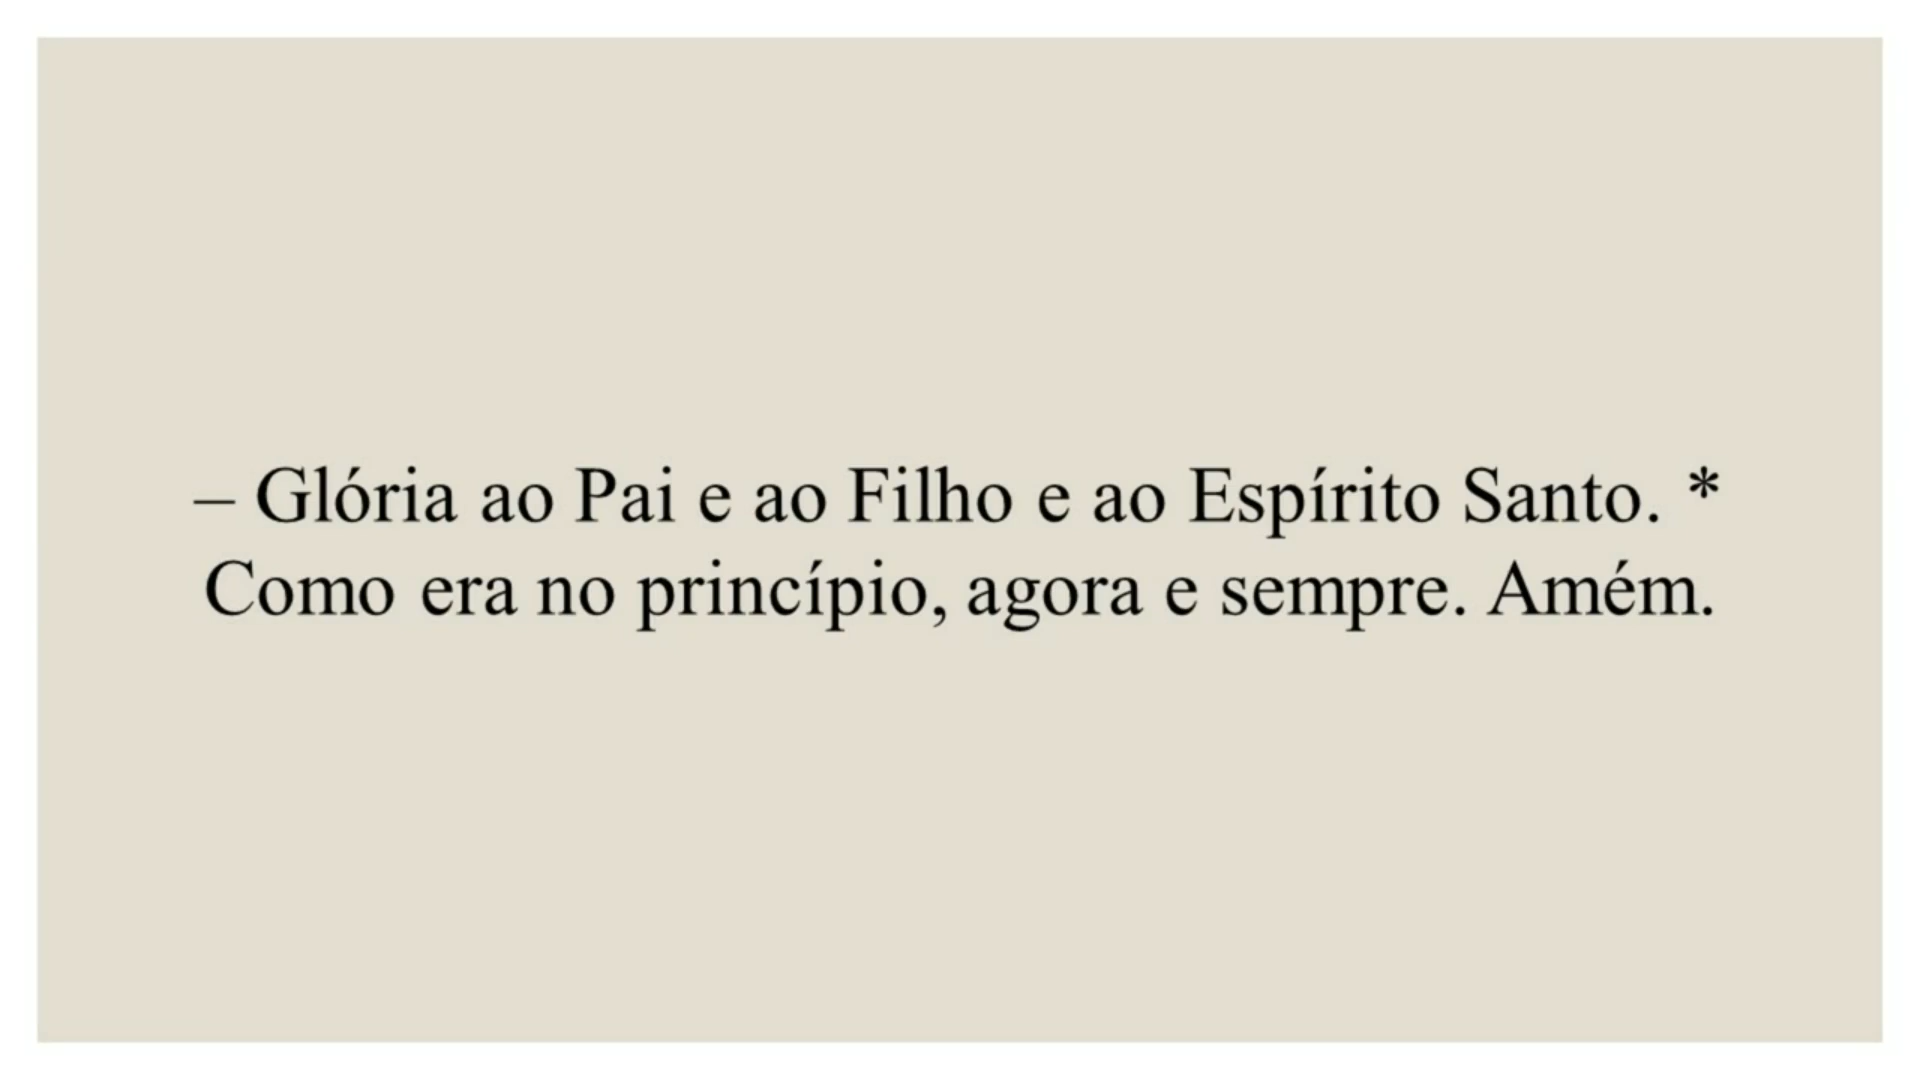 – Glória ao Pai e ao Filho e ao Espírito Santo. *
Como era no princípio, agora e sempre. Amém.